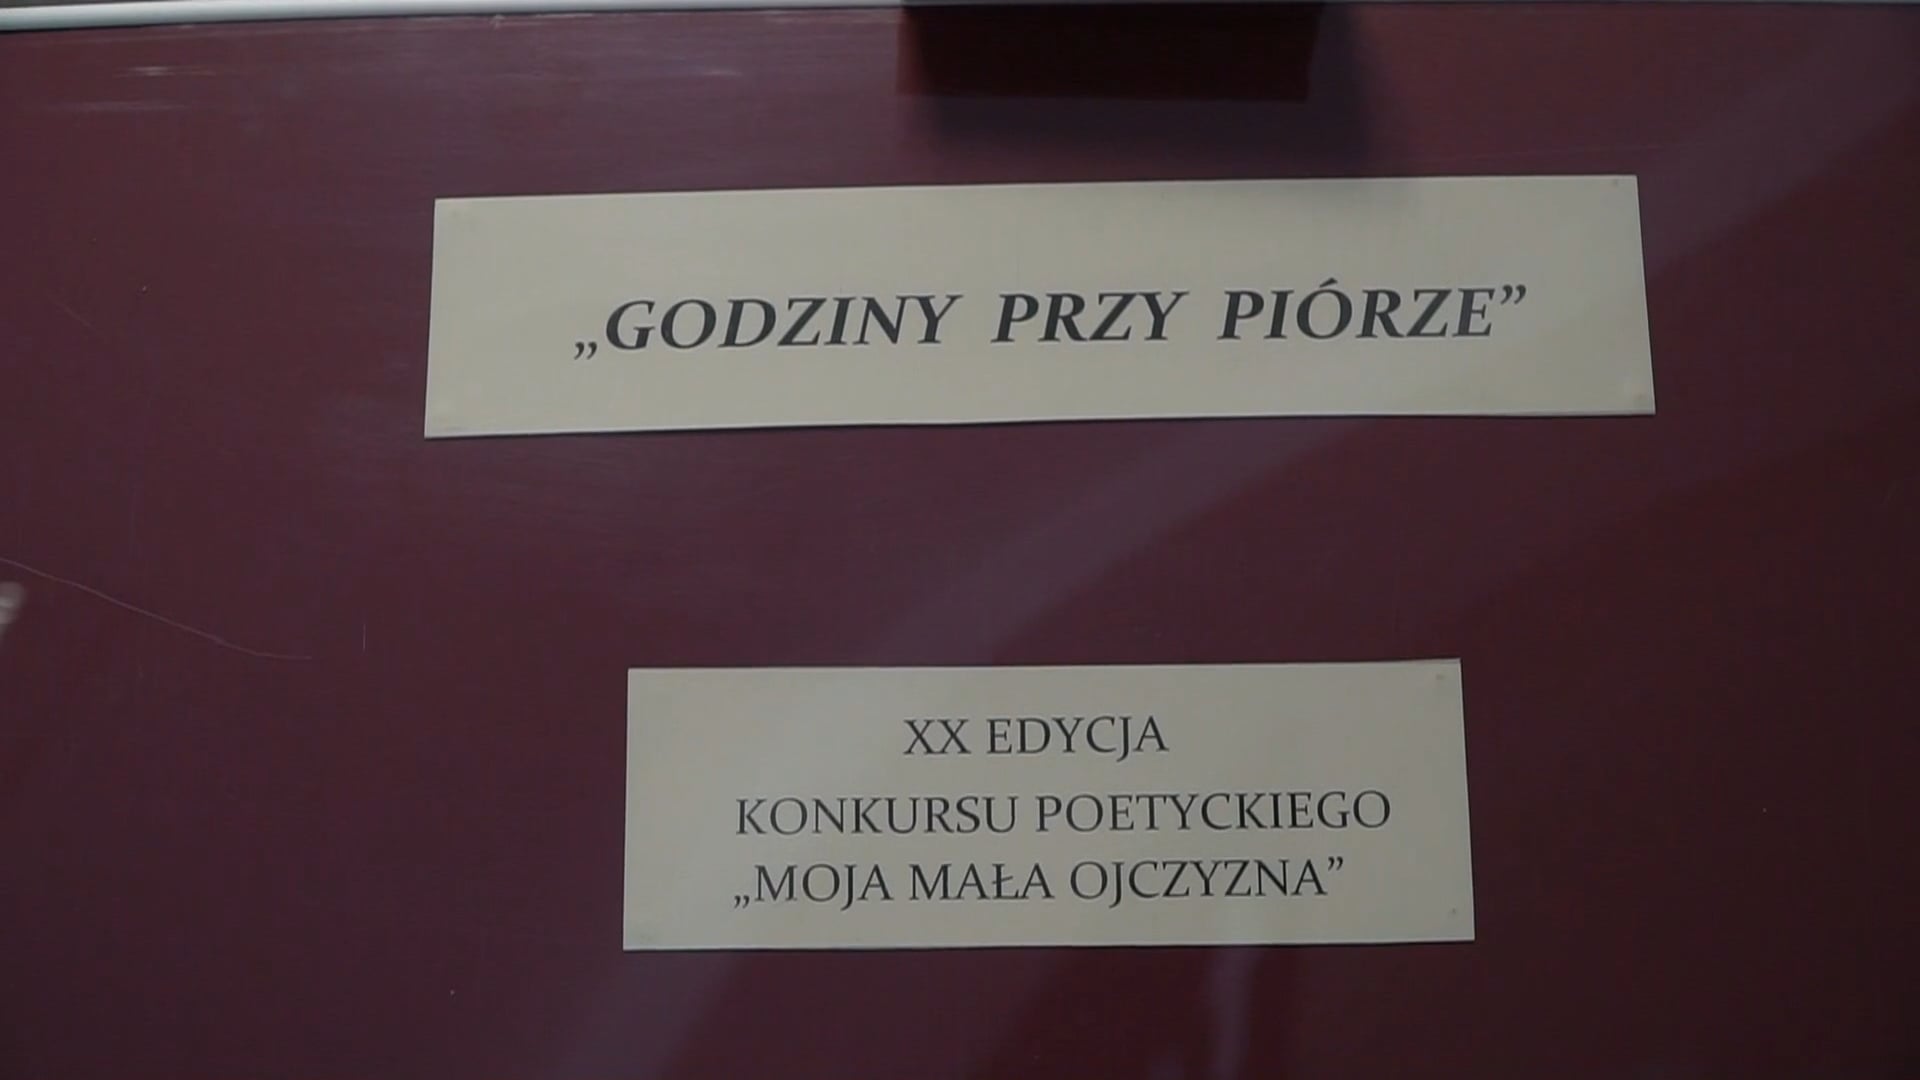 „GODZINY PRZY PIÓRZE”
XX EDYCJA
KONKURSU POETYCKIEGO
„MOJA MAŁA OJCZYZNA”